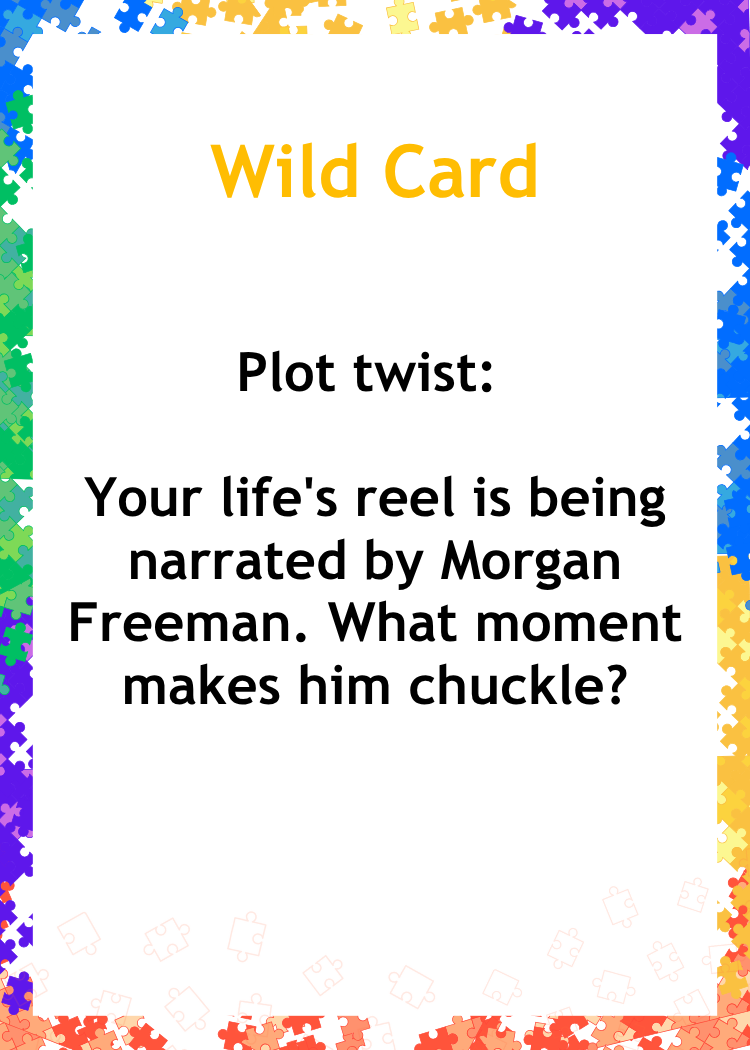 Wild Card
Plot twist:
Your life's reel is being
narrated by Morgan
Freeman. What moment
makes him chuckle?